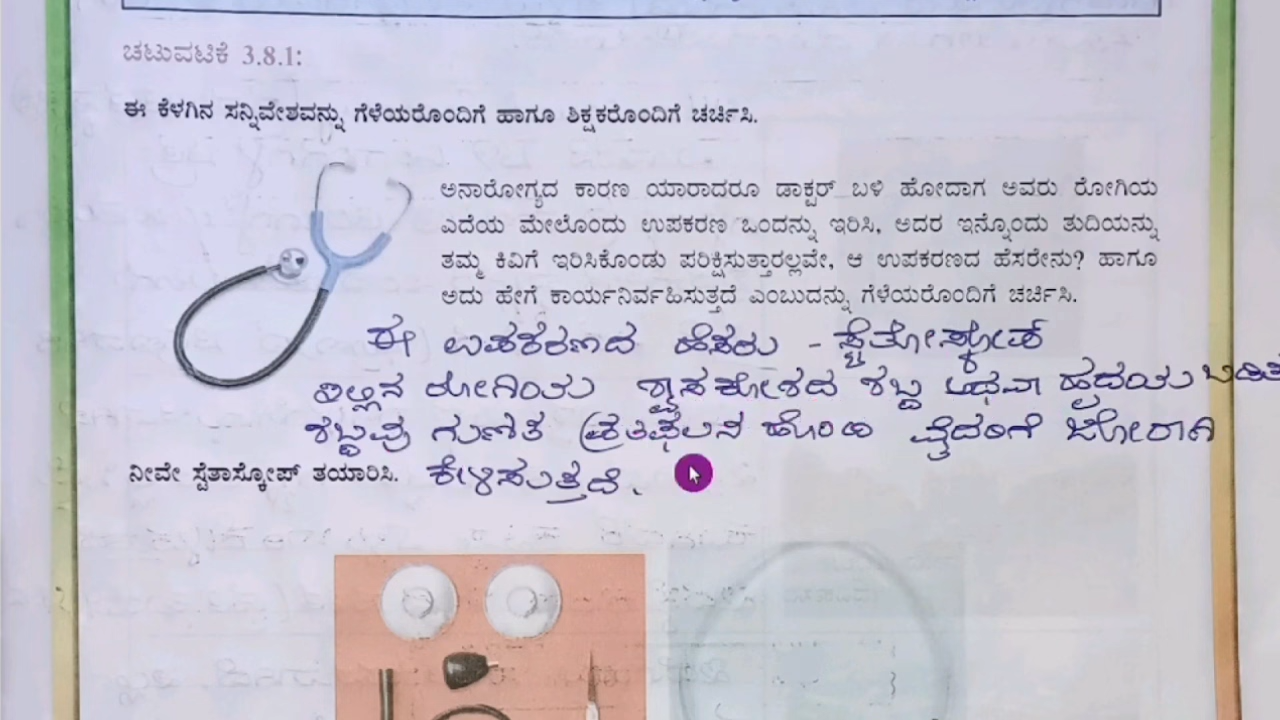 ಚಟುವಟಿಕೆ 3.8.1:
ಈ ಕೆಳಗಿನ ಸನ್ನಿವೇಶವನ್ನು ಗೆಳೆಯರೊಂದಿಗೆ ಹಾಗೂ ಶಿಕ್ಷಕರೊಂದಿಗೆ ಚರ್ಚಿಸಿ.
ಅನಾರೋಗ್ಯದ ಕಾರಣ ಯಾರಾದರೂ ಡಾಕ್ಟರ್ ಬಳಿ ಹೋದಾಗ ಅವರು ರೋಗಿಯ
ಎದೆಯ ಮೇಲೊಂದು ಉಪಕರಣ ಒಂದನ್ನು ಇರಿಸಿ, ಅದರ ಇನ್ನೊಂದು ತುದಿಯನ್ನು
ತಮ್ಮ ಕಿವಿಗೆ ಇರಿಸಿಕೊಂಡು ಪರಿಕ್ಷಿಸುತ್ತಾರಲ್ಲವೇ, ಆ ಉಪಕರಣದ ಹೆಸರೇನು? ಹಾಗೂ
ಅದು ಹೇಗೆ ಕಾರ್ಯನಿರ್ವಹಿಸುತ್ತದೆ ಎಂಬುದನ್ನು ಗೆಳೆಯರೊಂದಿಗೆ ಚರ್ಚಿಸಿ.
ಈ ಉಪಕರಣದ ಹೆಸರು - ಸ್ಟೆತೋಸ್ಕೋಪ್
ಇಲ್ಲಿನ ರೋಗಿಯ ಶ್ವಾಸಕೋಶದ ಶಬ್ದ ಅಥವಾ ಹೃದಯ ಬಡಿತ
ಶಬ್ದವು ಗುಣಿತ ಪ್ರತಿಫಲನ ಹೊಂದಿ ವೈದ್ಯರಿಗೆ ಜೋರಾಗಿ
ನೀವೇ ಸ್ಟೆತಾಸ್ಕೋಪ್ ತಯಾರಿಸಿ. ಕೇಳಿಸುತ್ತದೆ.